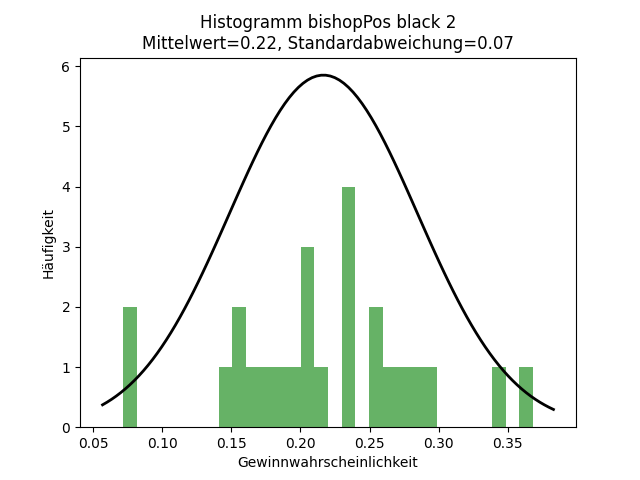 Histogramm bishopPos black 2
Mittelwert=0.22, Standardabweichung=0.07
6
5
4
3
2
1
0
Häufigkeit
0.05 0.10 0.15 0.20 0.25 0.30 0.35
Gewinnwahrscheinlichkeit